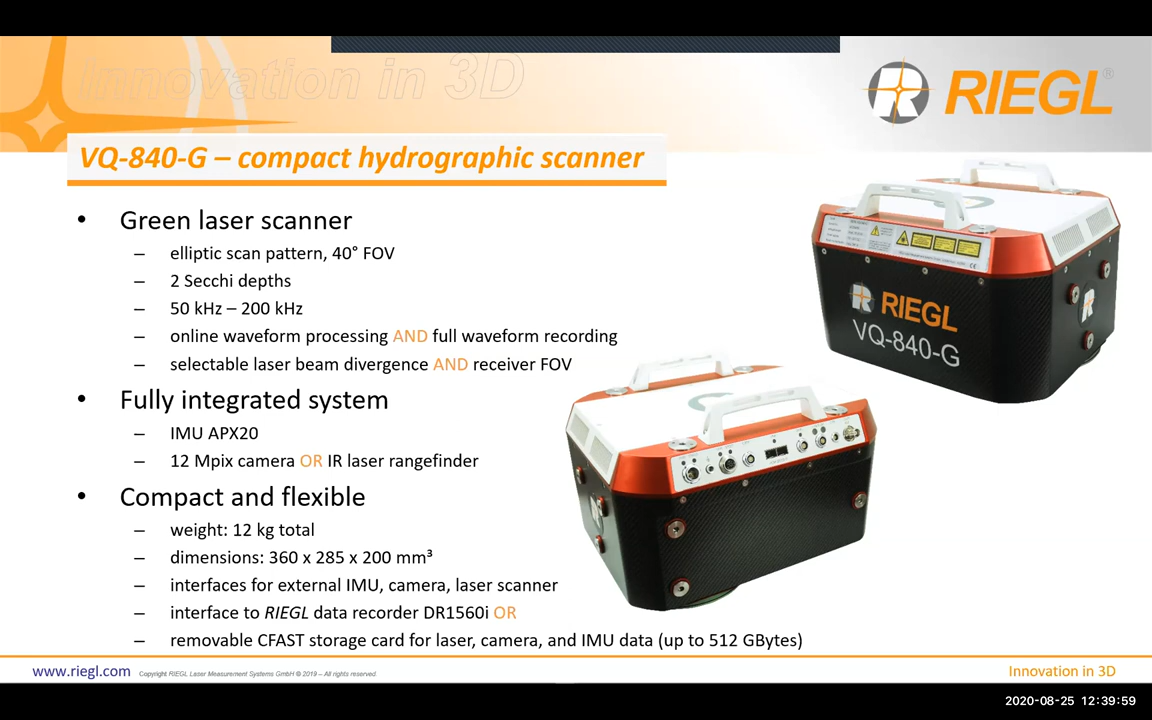 Innovation in 3D
RIEGL®
VQ-840-G – compact hydrographic scanner
• Green laser scanner
– elliptic scan pattern, 40° FOV
– 2 Secchi depths
– 50 kHz – 200 kHz
– online waveform processing AND full waveform recording
– selectable laser beam divergence AND receiver FOV
• Fully integrated system
– IMU APX20
– 12 Mpix camera OR IR laser rangefinder
• Compact and flexible
– weight: 12 kg total
– dimensions: 360 x 285 x 200 mm³
– interfaces for external IMU, camera, laser scanner
– interface to RIEGL data recorder DR1560i OR
– removable CFAST storage card for laser, camera, and IMU data (up to 512 GBytes)
RIEGL
VQ-840-G
www.riegl.com
Copyright RIEGL Laser Measurement Systems GmbH © 2019 – All rights reserved.
Innovation in 3D
2020-08-25 12:39:59